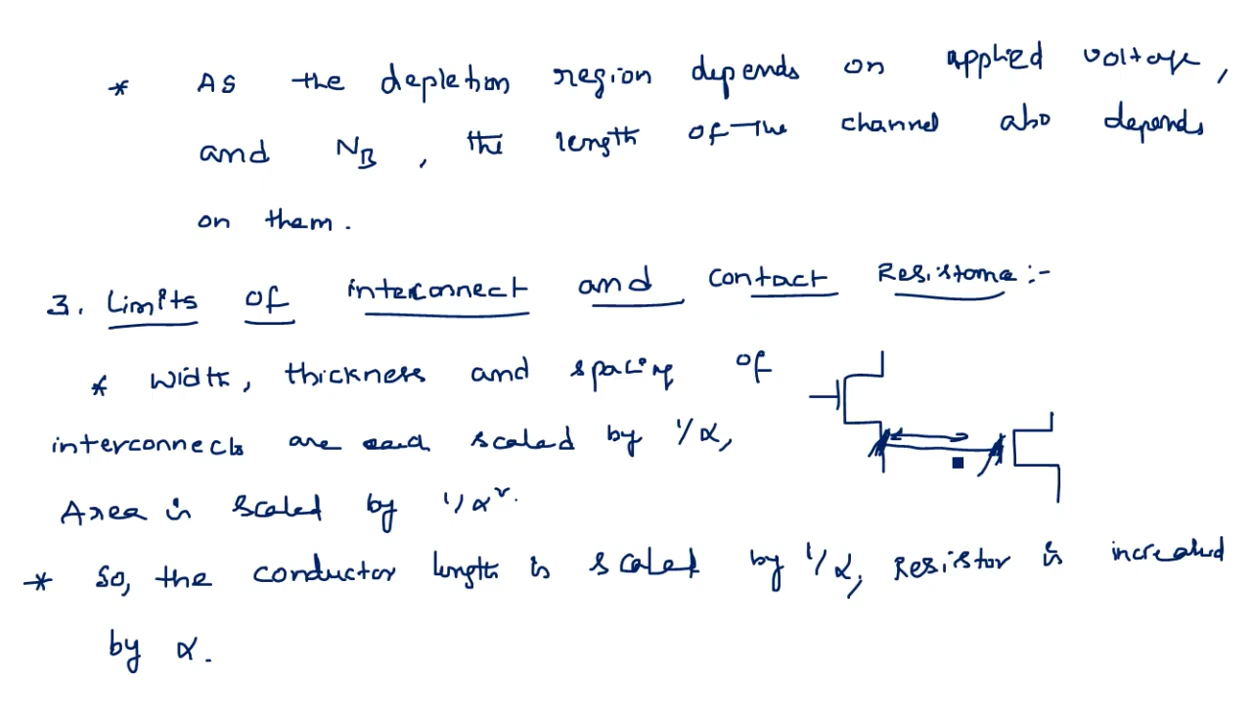 * As the depletion region depends on applied voltage,
and N_B, the length of the channel also depends
on them.
3. Limits of interconnect and contact Resistance :-
* Width, thickness and spacing of
interconnects are each scaled by 1/α,
Area is scaled by 1/α².
* So, the conductor length is scaled by 1/α, Resistor is increased
by α.